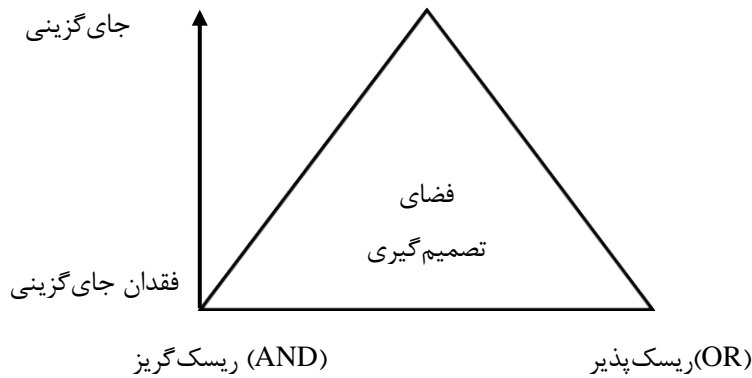 جای‌گزینی
فضای
تصمیم‌گیری
فقدان جای‌گزینی
ریسک‌گریز (AND)
ریسک‌پذیر(OR)